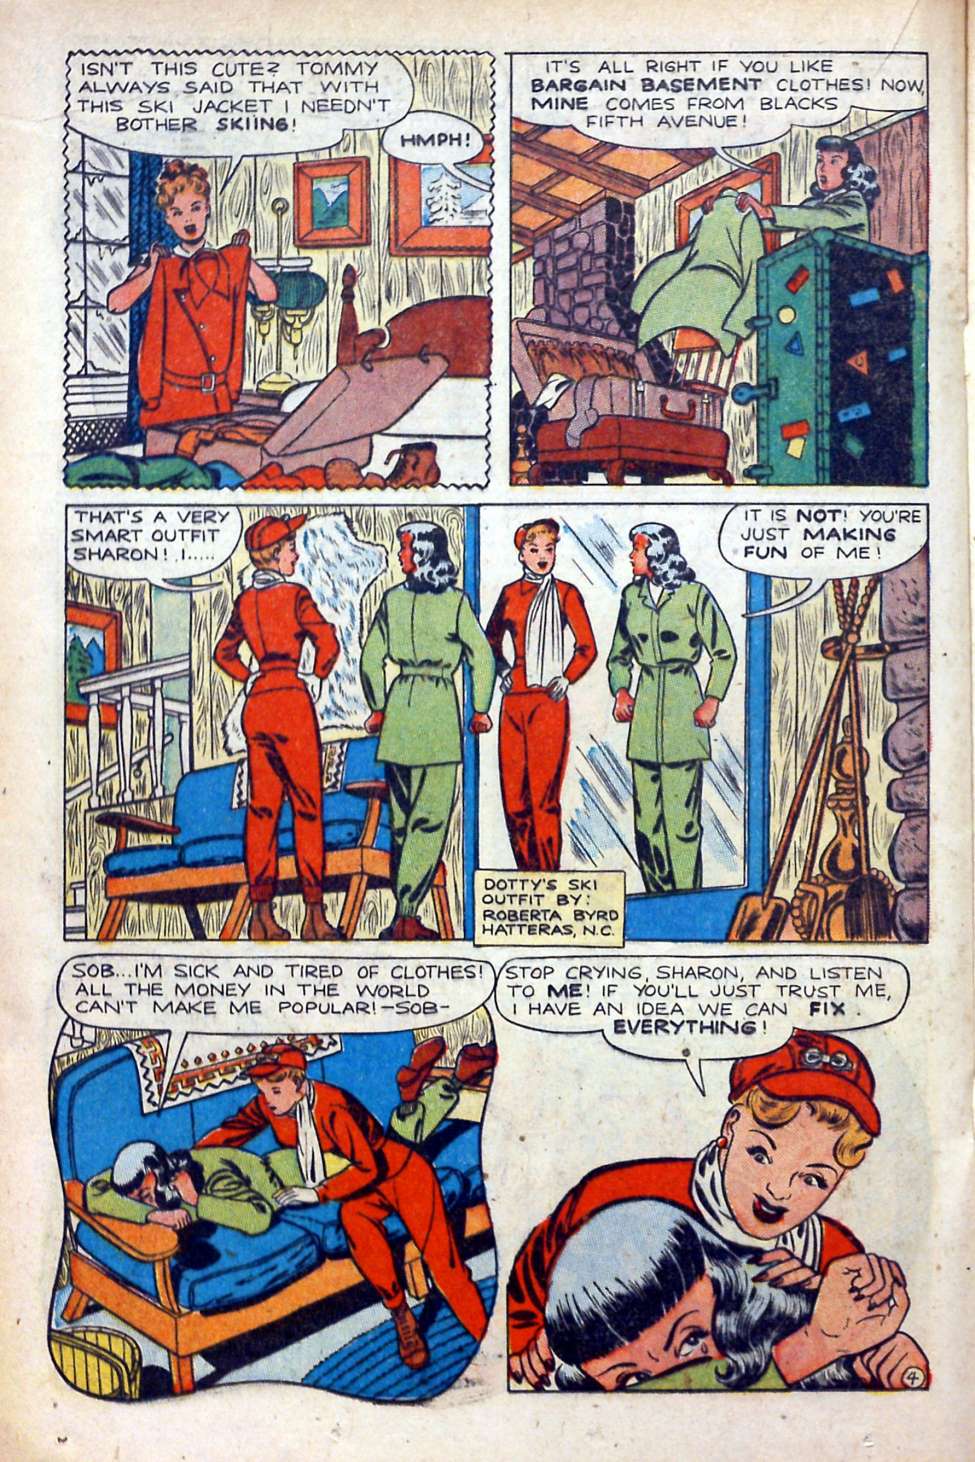 ISN'T THIS CUTE? TOMMY
ALWAYS SAID THAT WITH
THIS SKI JACKET I NEEDN'T
BOTHER SKIING!
HMPH!
IT'S ALL RIGHT IF YOU LIKE
BARGAIN BASEMENT CLOTHES! NOW,
MINE COMES FROM BLACKS
FIFTH AVENUE!
THAT'S A VERY
SMART OUTFIT
SHARON! I.....
IT IS NOT! YOU'RE
JUST MAKING
FUN OF ME!
DOTTY'S SKI
OUTFIT BY:
ROBERTA BYRD
HATTERAS, N.C.
SOB...I'M SICK AND TIRED OF CLOTHES!
ALL THE MONEY IN THE WORLD
CAN'T MAKE ME POPULAR!-SOB-
STOP CRYING, SHARON, AND LISTEN
TO ME! IF YOU'LL JUST TRUST ME,
I HAVE AN IDEA WE CAN FIX
EVERYTHING!
4